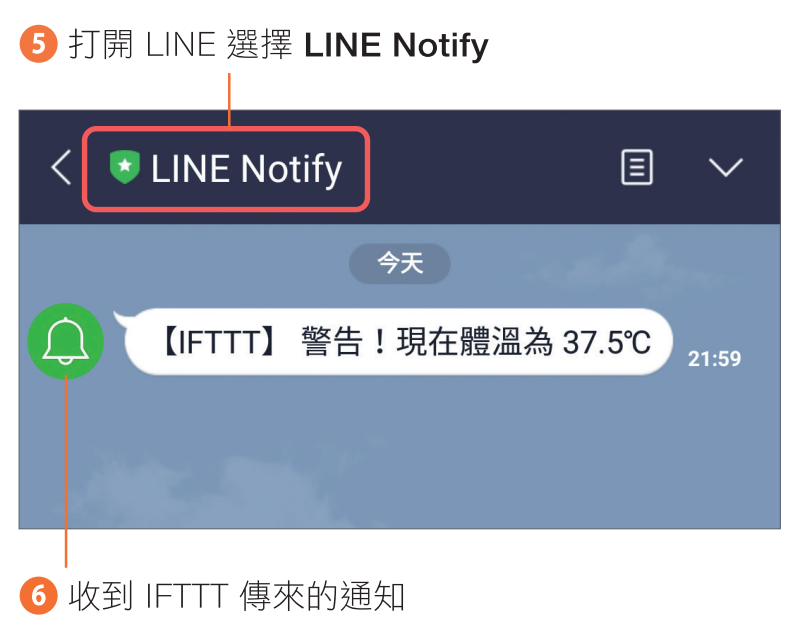 5 打開 LINE 選擇 LINE Notify
LINE Notify
今天
【IFTTT】 警告！現在體溫為 37.5℃
21:59
6 收到 IFTTT 傳來的通知